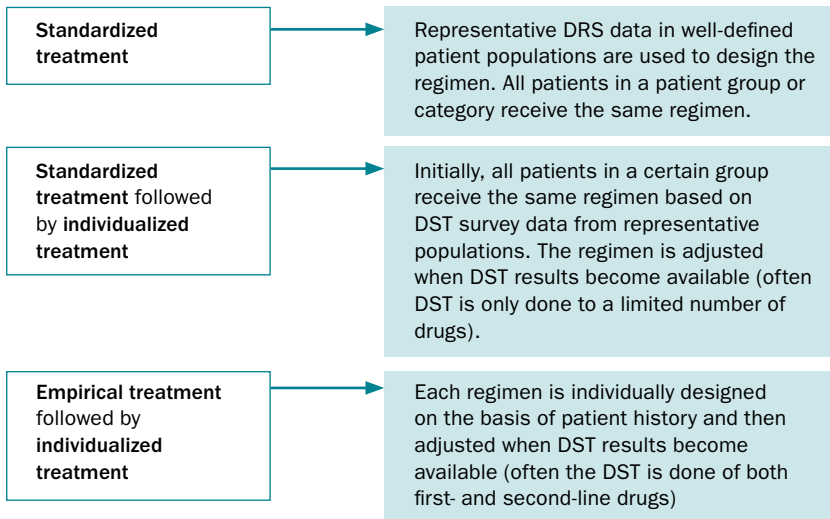 Standardized
treatment
Representative DRS data in well-defined
patient populations are used to design the
regimen. All patients in a patient group or
category receive the same regimen.
Standardized
treatment followed
by individualized
treatment
Initially, all patients in a certain group
receive the same regimen based on
DST survey data from representative
populations. The regimen is adjusted
when DST results become available (often
DST is only done to a limited number of
drugs).
Empirical treatment
followed by
individualized
treatment
Each regimen is individually designed
on the basis of patient history and then
adjusted when DST results become
available (often the DST is done of both
first- and second-line drugs)